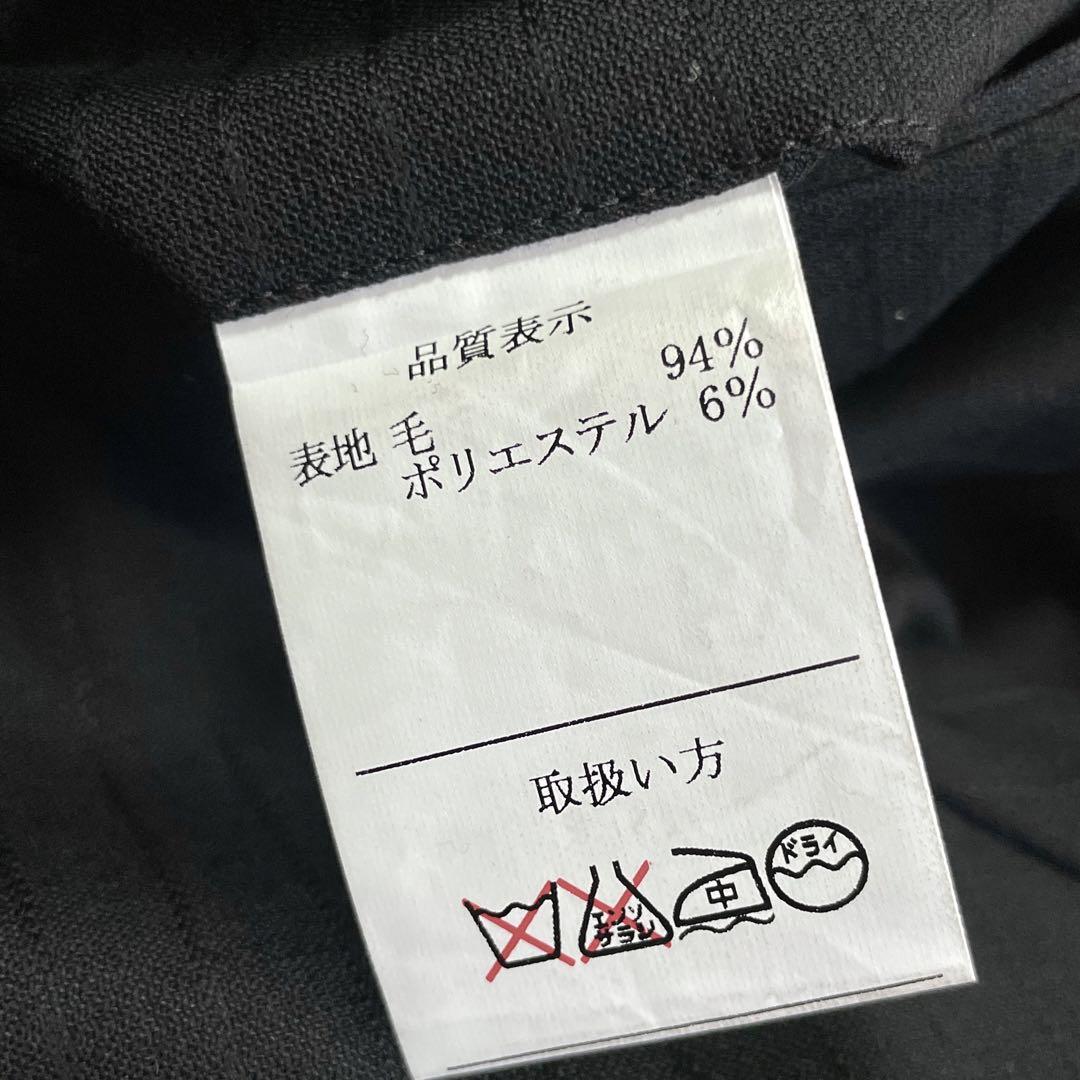 品質表示
表地 毛 94%
ポリエステル 6%
取扱い方
エンソ
サラシ
中
ドライ